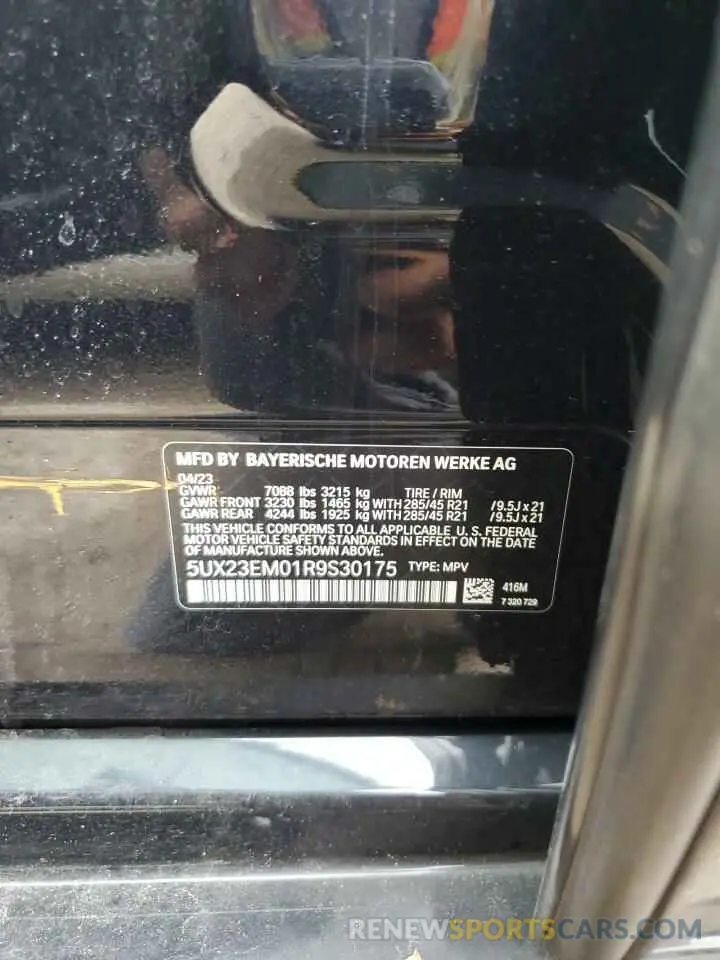 MFD BY BAYERISCHE MOTOREN WERKE AG
04/23
GVWR 7088 lbs 3215 kg TIRE / RIM
GAWR FRONT 3230 lbs 1465 kg WITH 285/45 R21 /9.5J x 21
GAWR REAR 4244 lbs 1925 kg WITH 285/45 R21 /9.5J x 21
THIS VEHICLE CONFORMS TO ALL APPLICABLE U. S. FEDERAL
MOTOR VEHICLE SAFETY STANDARDS IN EFFECT ON THE DATE
OF MANUFACTURE SHOWN ABOVE.
5UX23EM01R9S30175 TYPE: MPV
416M
7 320 729
RENEWSPORTSCARS.COM